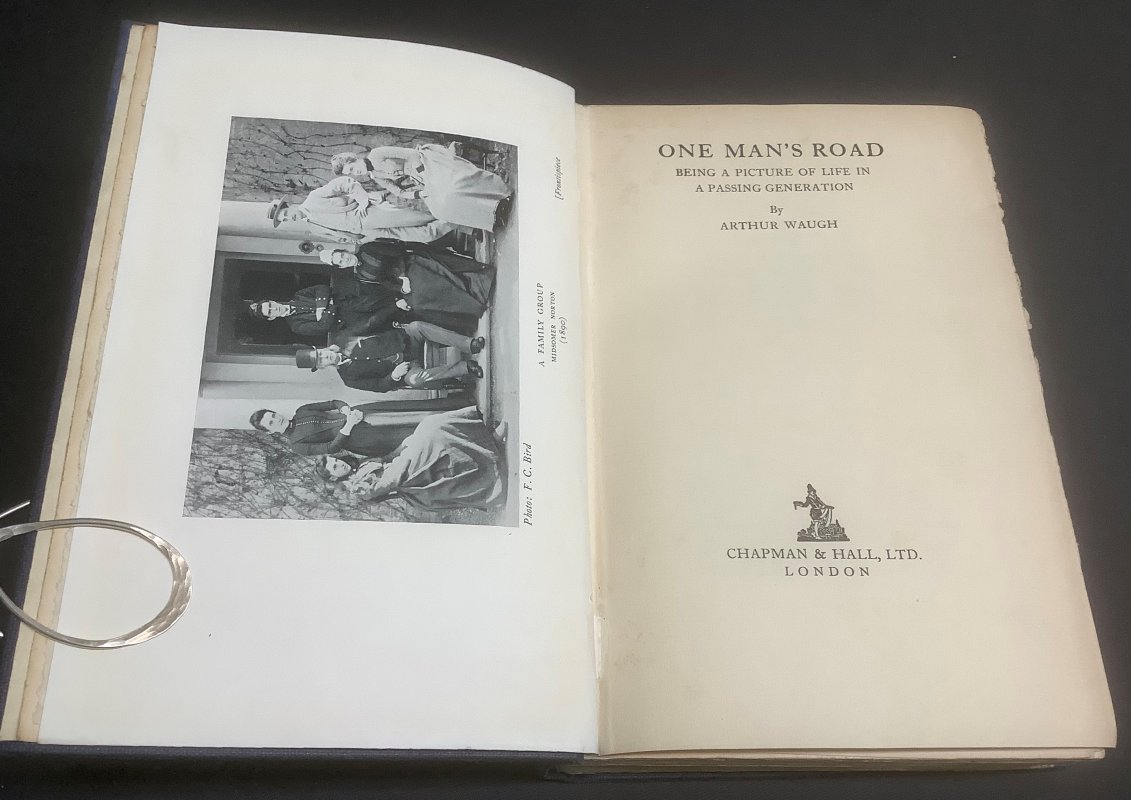 [Frontispiece
A FAMILY GROUP
MIDSOMER NORTON
(1890)
Photo: F. C. Bird
ONE MAN'S ROAD
BEING A PICTURE OF LIFE IN
A PASSING GENERATION
By
ARTHUR WAUGH
CHAPMAN & HALL, LTD.
LONDON